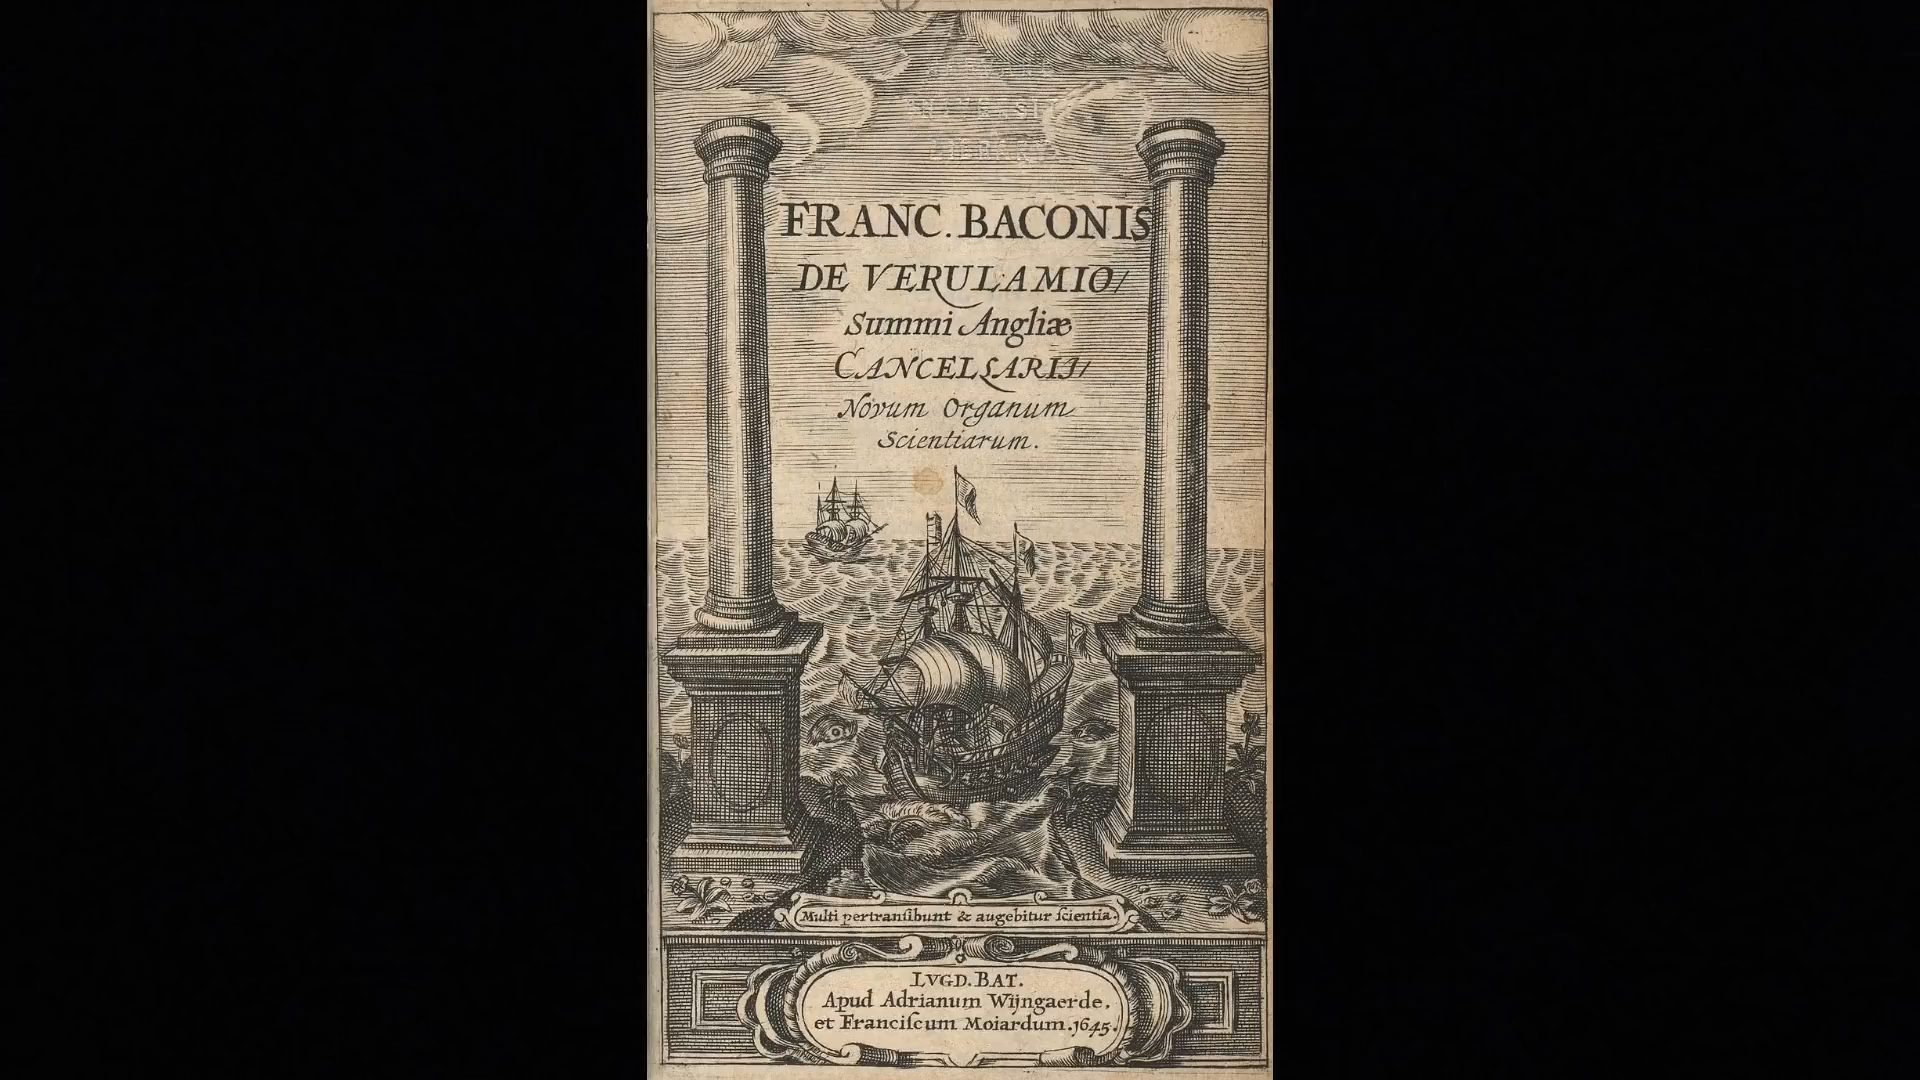 FRANC. BACONIS
DE VERULAMIO/
Summi Angliæ
CANCELLARII/
Novum Organum
Scientiarum.
Multi pertransibunt & augebitur scientia.
LVGD. BAT.
Apud Adrianum Wijngaerde.
et Franciscum Moiardum. 1645.